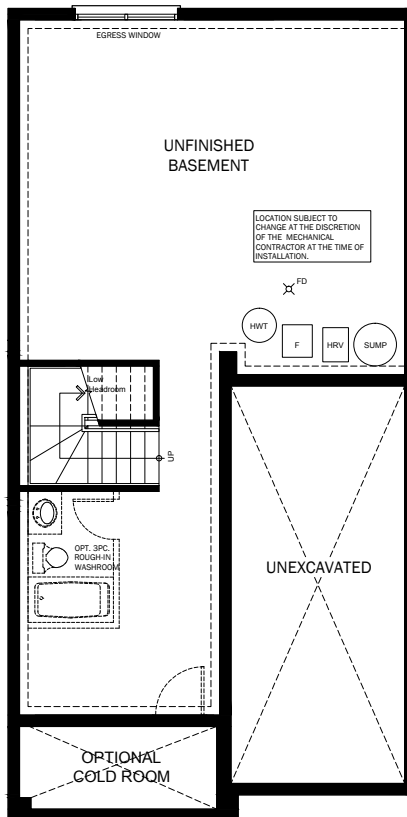 EGRESS WINDOW
UNFINISHED
BASEMENT
LOCATION SUBJECT TO
CHANGE AT THE DISCRETION
OF THE MECHANICAL
CONTRACTOR AT THE TIME OF
INSTALLATION.
FD
HWT
F
HRV
SUMP
Low
Headroom
UP
OPT. 3PC.
ROUGH-IN
WASHROOM
UNEXCAVATED
OPTIONAL
COLD ROOM